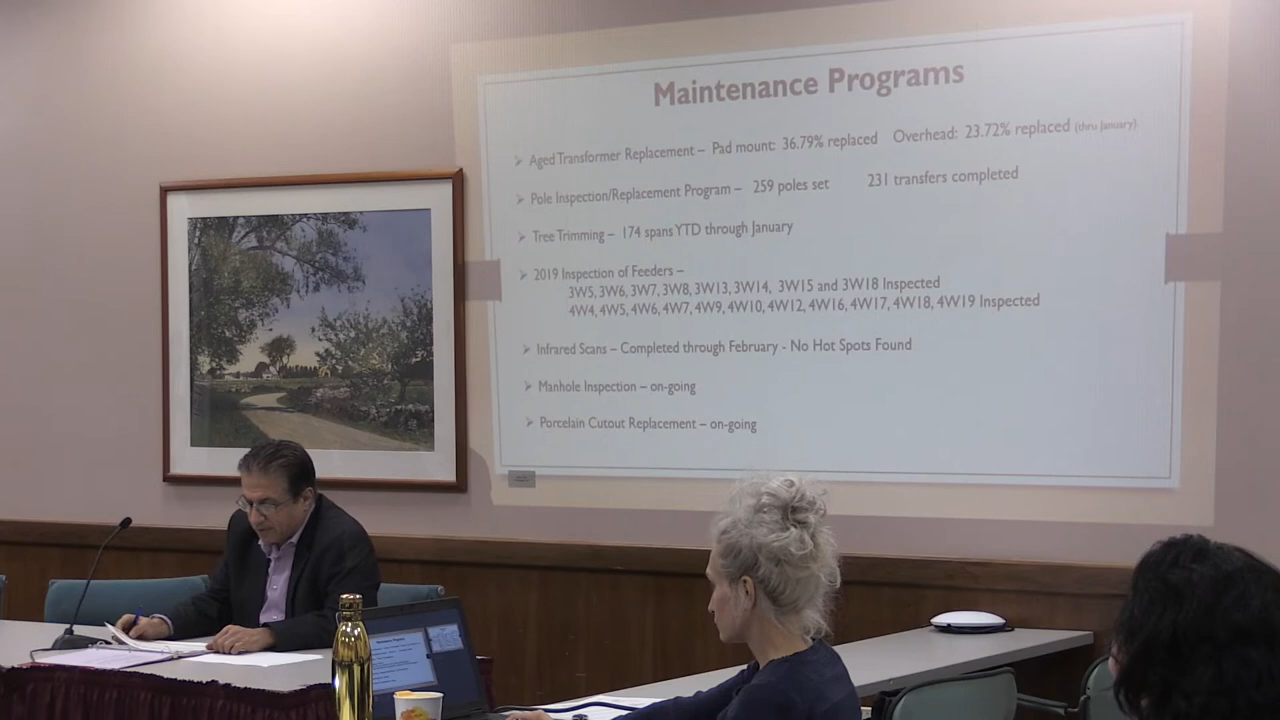 Maintenance Programs
Aged Transformer Replacement – Pad mount: 36.79% replaced Overhead: 23.72% replaced (thru January)
Pole Inspection/Replacement Program – 259 poles set 231 transfers completed
Tree Trimming – 174 spans YTD through January
2019 Inspection of Feeders –
3W5, 3W6, 3W7, 3W8, 3W13, 3W14, 3W15 and 3W18 Inspected
4W4, 4W5, 4W6, 4W7, 4W9, 4W10, 4W12, 4W16, 4W17, 4W18, 4W19 Inspected
Infrared Scans – Completed through February - No Hot Spots Found
Manhole Inspection – on-going
Porcelain Cutout Replacement – on-going